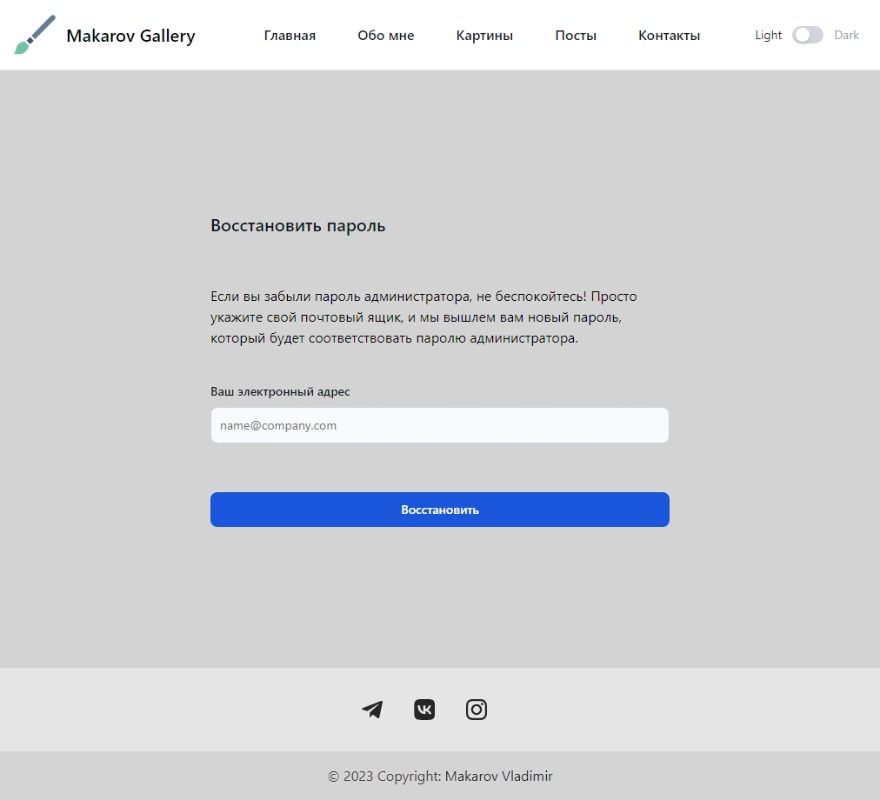 Makarov Gallery
Главная
Обо мне
Картины
Посты
Контакты
Light
Dark
Восстановить пароль
Если вы забыли пароль администратора, не беспокойтесь! Просто
укажите свой почтовый ящик, и мы вышлем вам новый пароль,
который будет соответствовать паролю администратора.
Ваш электронный адрес
name@company.com
Восстановить
© 2023 Copyright: Makarov Vladimir